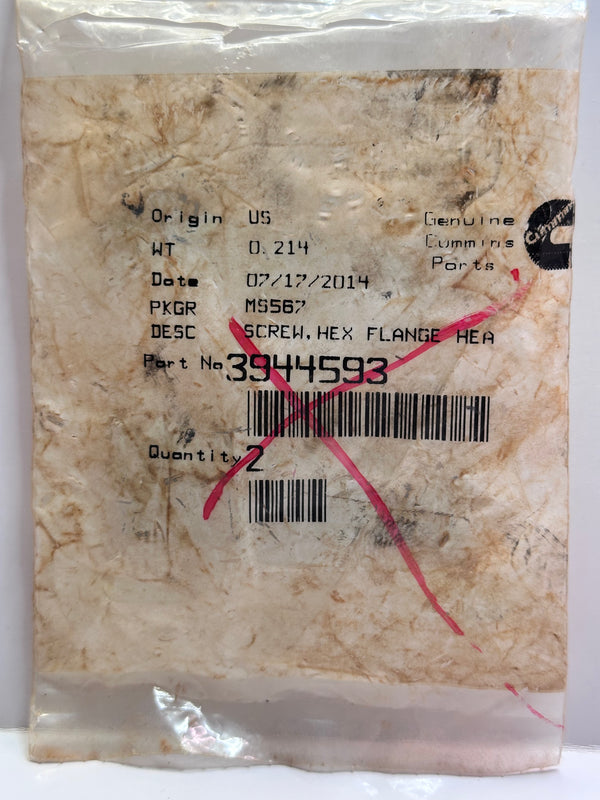 Origin US
WT 0.214
Date 07/17/2014
PKGR MS567
DESC SCREW,HEX FLANGE HEA
Part No 3944593
Quantity 2
Genuine
Cummins
Parts
Cummins